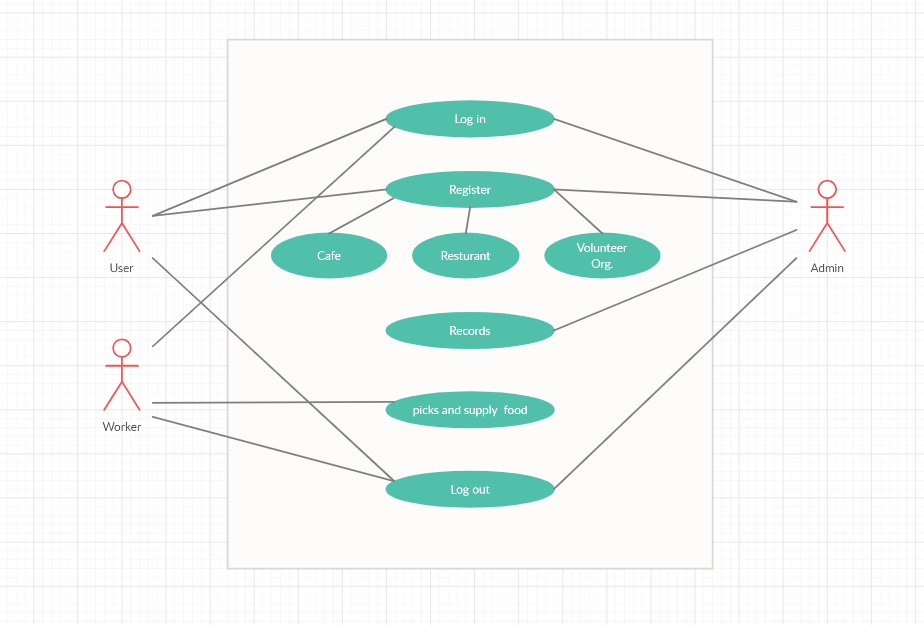 Log in
Register
Cafe
Resturant
Volunteer
Org.
User
Admin
Records
picks and supply  food
Worker
Log out